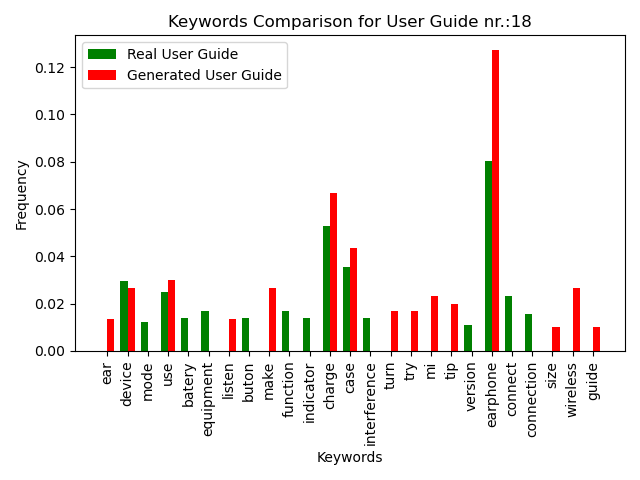 Keywords Comparison for User Guide nr.:18
Real User Guide
Generated User Guide
0.12
0.10
0.08
0.06
0.04
0.02
0.00
Frequency
ear
device
mode
use
batery
equipment
listen
buton
make
function
indicator
charge
case
interference
turn
try
mi
tip
version
earphone
connect
connection
size
wireless
guide
Keywords